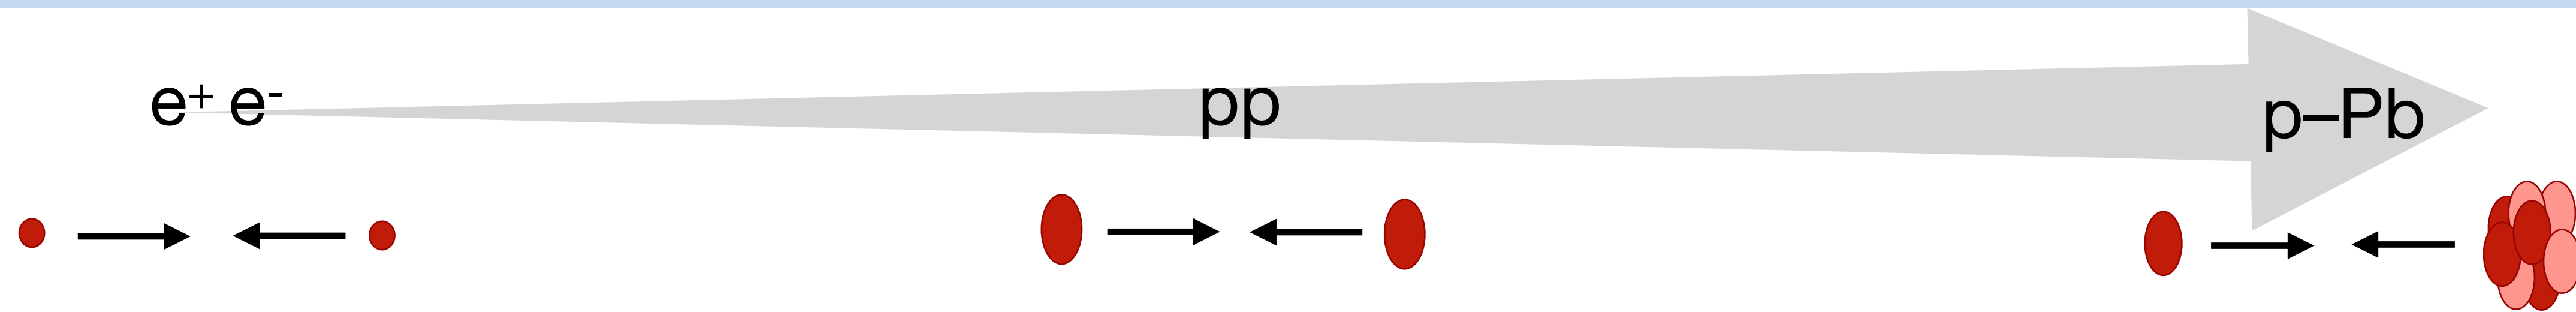 e⁺ e⁻ pp p–Pb